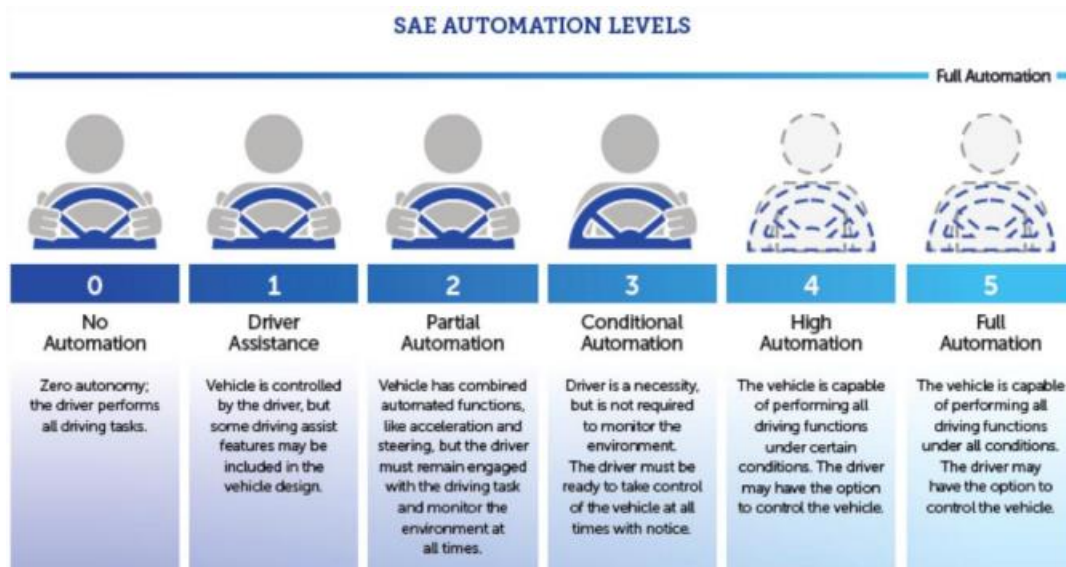 SAE AUTOMATION LEVELS
Full Automation
0
No
Automation
Zero autonomy;
the driver performs
all driving tasks.
1
Driver
Assistance
Vehicle is controlled
by the driver, but
some driving assist
features may be
included in the
vehicle design.
2
Partial
Automation
Vehicle has combined
automated functions,
like acceleration and
steering, but the driver
must remain engaged
with the driving task
and monitor the
environment at
all times.
3
Conditional
Automation
Driver is a necessity,
but is not required
to monitor the
environment.
The driver must be
ready to take control
of the vehicle at all
times with notice.
4
High
Automation
The vehicle is capable
of performing all
driving functions
under certain
conditions. The driver
may have the option
to control the vehicle.
5
Full
Automation
The vehicle is capable
of performing all
driving functions
under all conditions.
The driver may
have the option to
control the vehicle.